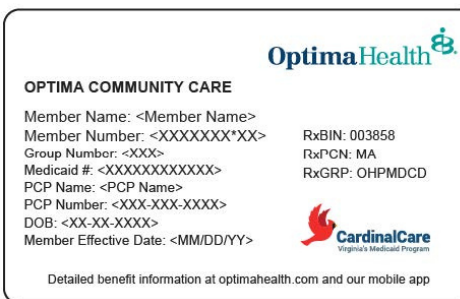 OptimaHealth
OPTIMA COMMUNITY CARE
Member Name: <Member Name>
Member Number: <XXXXXXX*XX>
Group Number: <XXX>
Medicaid #: <XXXXXXXXXXXX>
PCP Name: <PCP Name>
PCP Number: <XXX-XXX-XXXX>
DOB: <XX-XX-XXXX>
Member Effective Date: <MM/DD/YY>
RxBIN: 003858
RxPCN: MA
RxGRP: OHPMDCD
CardinalCare
Virginia's Medicaid Program
Detailed benefit information at optimahealth.com and our mobile app